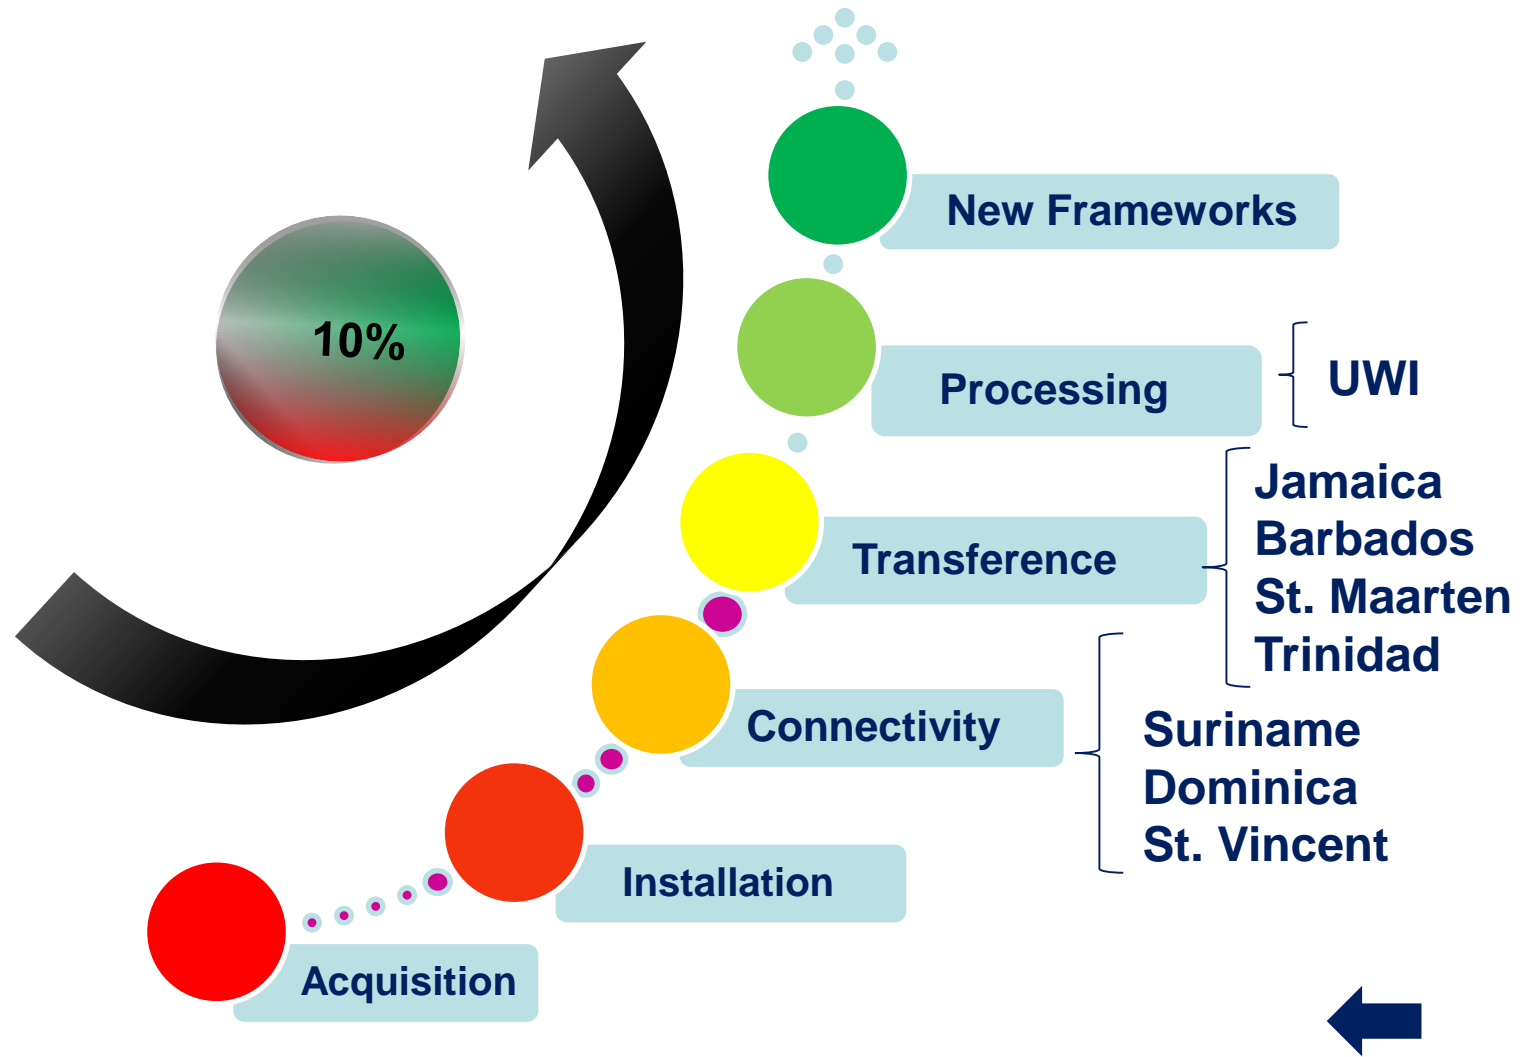 New Frameworks
10%
Processing
UWI
Transference
Jamaica
Barbados
St. Maarten
Trinidad
Connectivity
Suriname
Dominica
St. Vincent
Installation
Acquisition